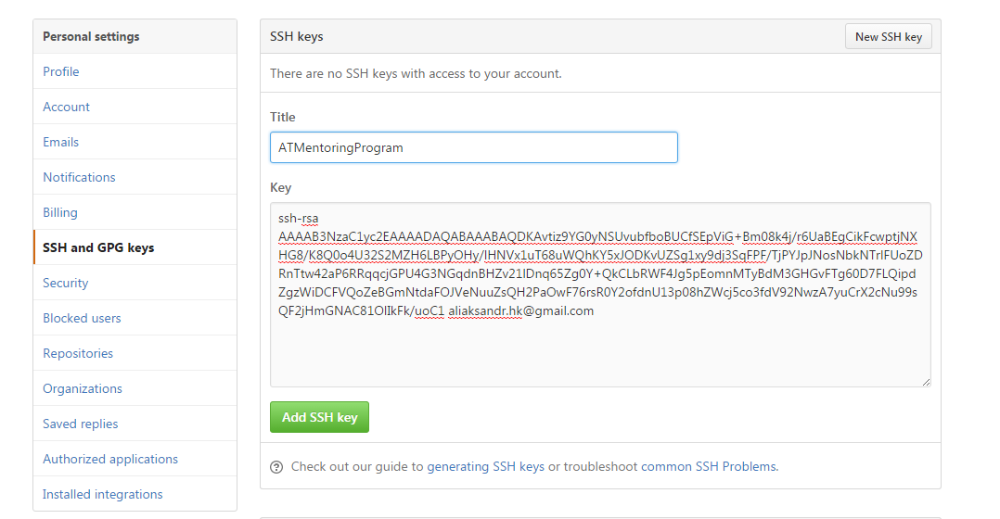 Personal settings
Profile
Account
Emails
Notifications
Billing
SSH and GPG keys
Security
Blocked users
Repositories
Organizations
Saved replies
Authorized applications
Installed integrations
SSH keys
New SSH key
There are no SSH keys with access to your account.
Title
ATMentoringProgram
Key
ssh-rsa
AAAAB3NzaC1yc2EAAAADAQABAAABAQDKAvtiz9YG0yNSUvubfboBUCfSEpViG+Bm08k4j/r6UaBEgCikFcwptjNX
HG8/K8Q0o4U32S2MZH6LBPyOHy/IHNVx1uT68uWQhKY5xJODKvUZSg1xy9dj3SqFPF/TjPYJpJNosNbkNTrIFUoZD
RnTtw42aP6RRqqcjGPU4G3NGqdnBHZv21IDnq65Zg0Y+QkCLbRWF4Jg5pEomnMTyBdM3GHGvFTg60D7FLQipd
ZgzWiDCFVQoZeBGmNtdaFOJVeNuuZsQH2PaOwF76rsR0Y2ofdnU13p08hZWcj5co3fdV92NwzA7yuCrX2cNu99s
QF2jHmGNAC81OlIkFk/uoC1 aliaksandr.hk@gmail.com
Add SSH key
Check out our guide to generating SSH keys or troubleshoot common SSH Problems.